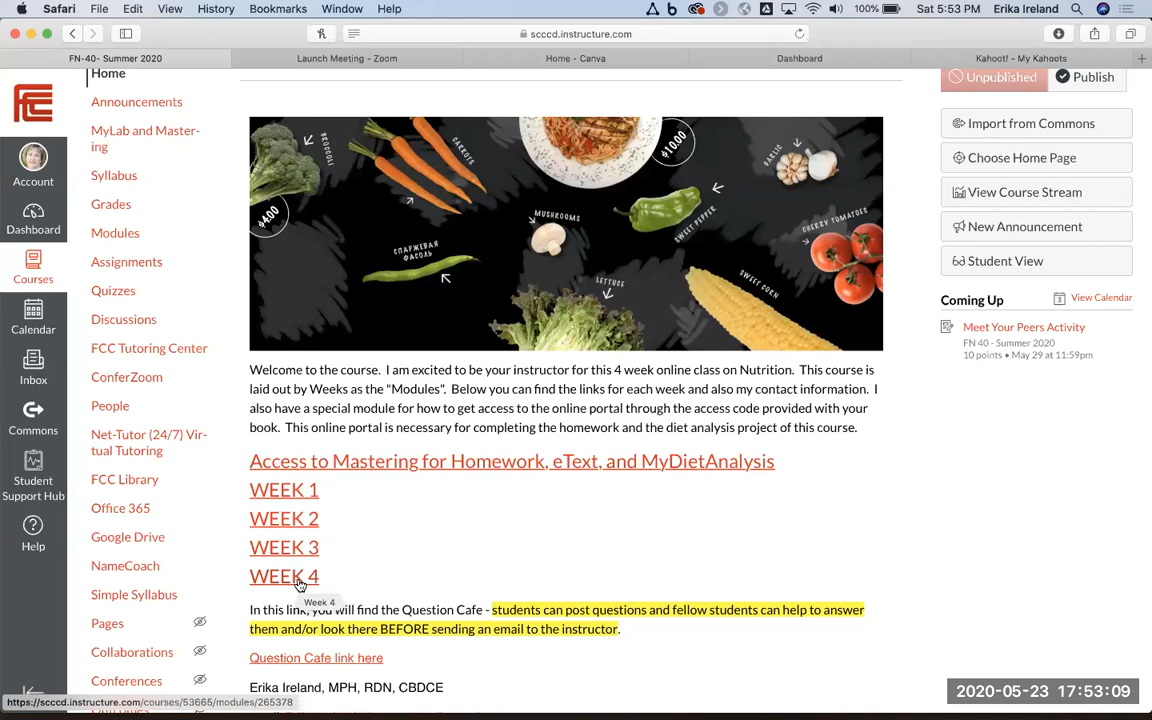 Safari File Edit View History Bookmarks Window Help 100% Sat 5:53 PM Erika Ireland
scccd.instructure.com
FN-40- Summer 2020 Launch Meeting - Zoom Home - Canva Dashboard Kahoot! - My Kahoots
FCC
Account
Dashboard
Courses
Calendar
Inbox
Commons
Student
Support Hub
Help
Home
Announcements
MyLab and Master-
ing
Syllabus
Grades
Modules
Assignments
Quizzes
Discussions
FCC Tutoring Center
ConferZoom
People
Net-Tutor (24/7) Vir-
tual Tutoring
FCC Library
Office 365
Google Drive
NameCoach
Simple Syllabus
Pages
Collaborations
Conferences
Outcomes
BROCCOLI
CARROTS
$10.00
GARLIC
$4.00
MUSHROOMS
SWEET PEPPER
CHERRY TOMATOES
СПАРЖЕВАЯ
ФАСОЛЬ
LETTUCE
SWEET CORN
Welcome to the course. I am excited to be your instructor for this 4 week online class on Nutrition. This course is
laid out by Weeks as the "Modules". Below you can find the links for each week and also my contact information. I
also have a special module for how to get access to the online portal through the access code provided with your
book. This online portal is necessary for completing the homework and the diet analysis project of this course.
Access to Mastering for Homework, eText, and MyDietAnalysis
WEEK 1
WEEK 2
WEEK 3
WEEK 4
Week 4
In this link, you will find the Question Cafe - students can post questions and fellow students can help to answer
them and/or look there BEFORE sending an email to the instructor.
Question Cafe link here
Erika Ireland, MPH, RDN, CBDCE
Unpublished Publish
Import from Commons
Choose Home Page
View Course Stream
New Announcement
Student View
Coming Up 3 View Calendar
Meet Your Peers Activity
FN 40 - Summer 2020
10 points • May 29 at 11:59pm
https://scccd.instructure.com/courses/53665/modules/265378
2020-05-23 17:53:09